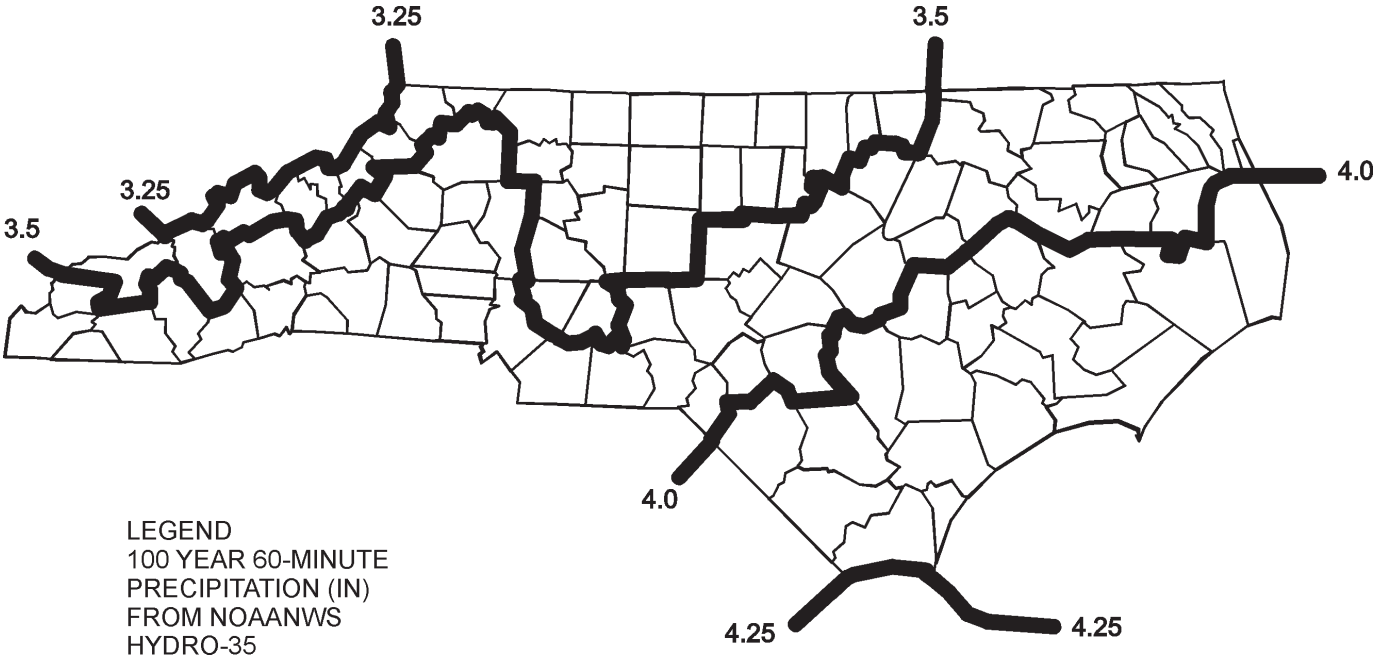 3.25
3.5
3.25
3.5
4.0
4.0
4.25
4.25
LEGEND
100 YEAR 60-MINUTE
PRECIPITATION (IN)
FROM NOAANWS
HYDRO-35